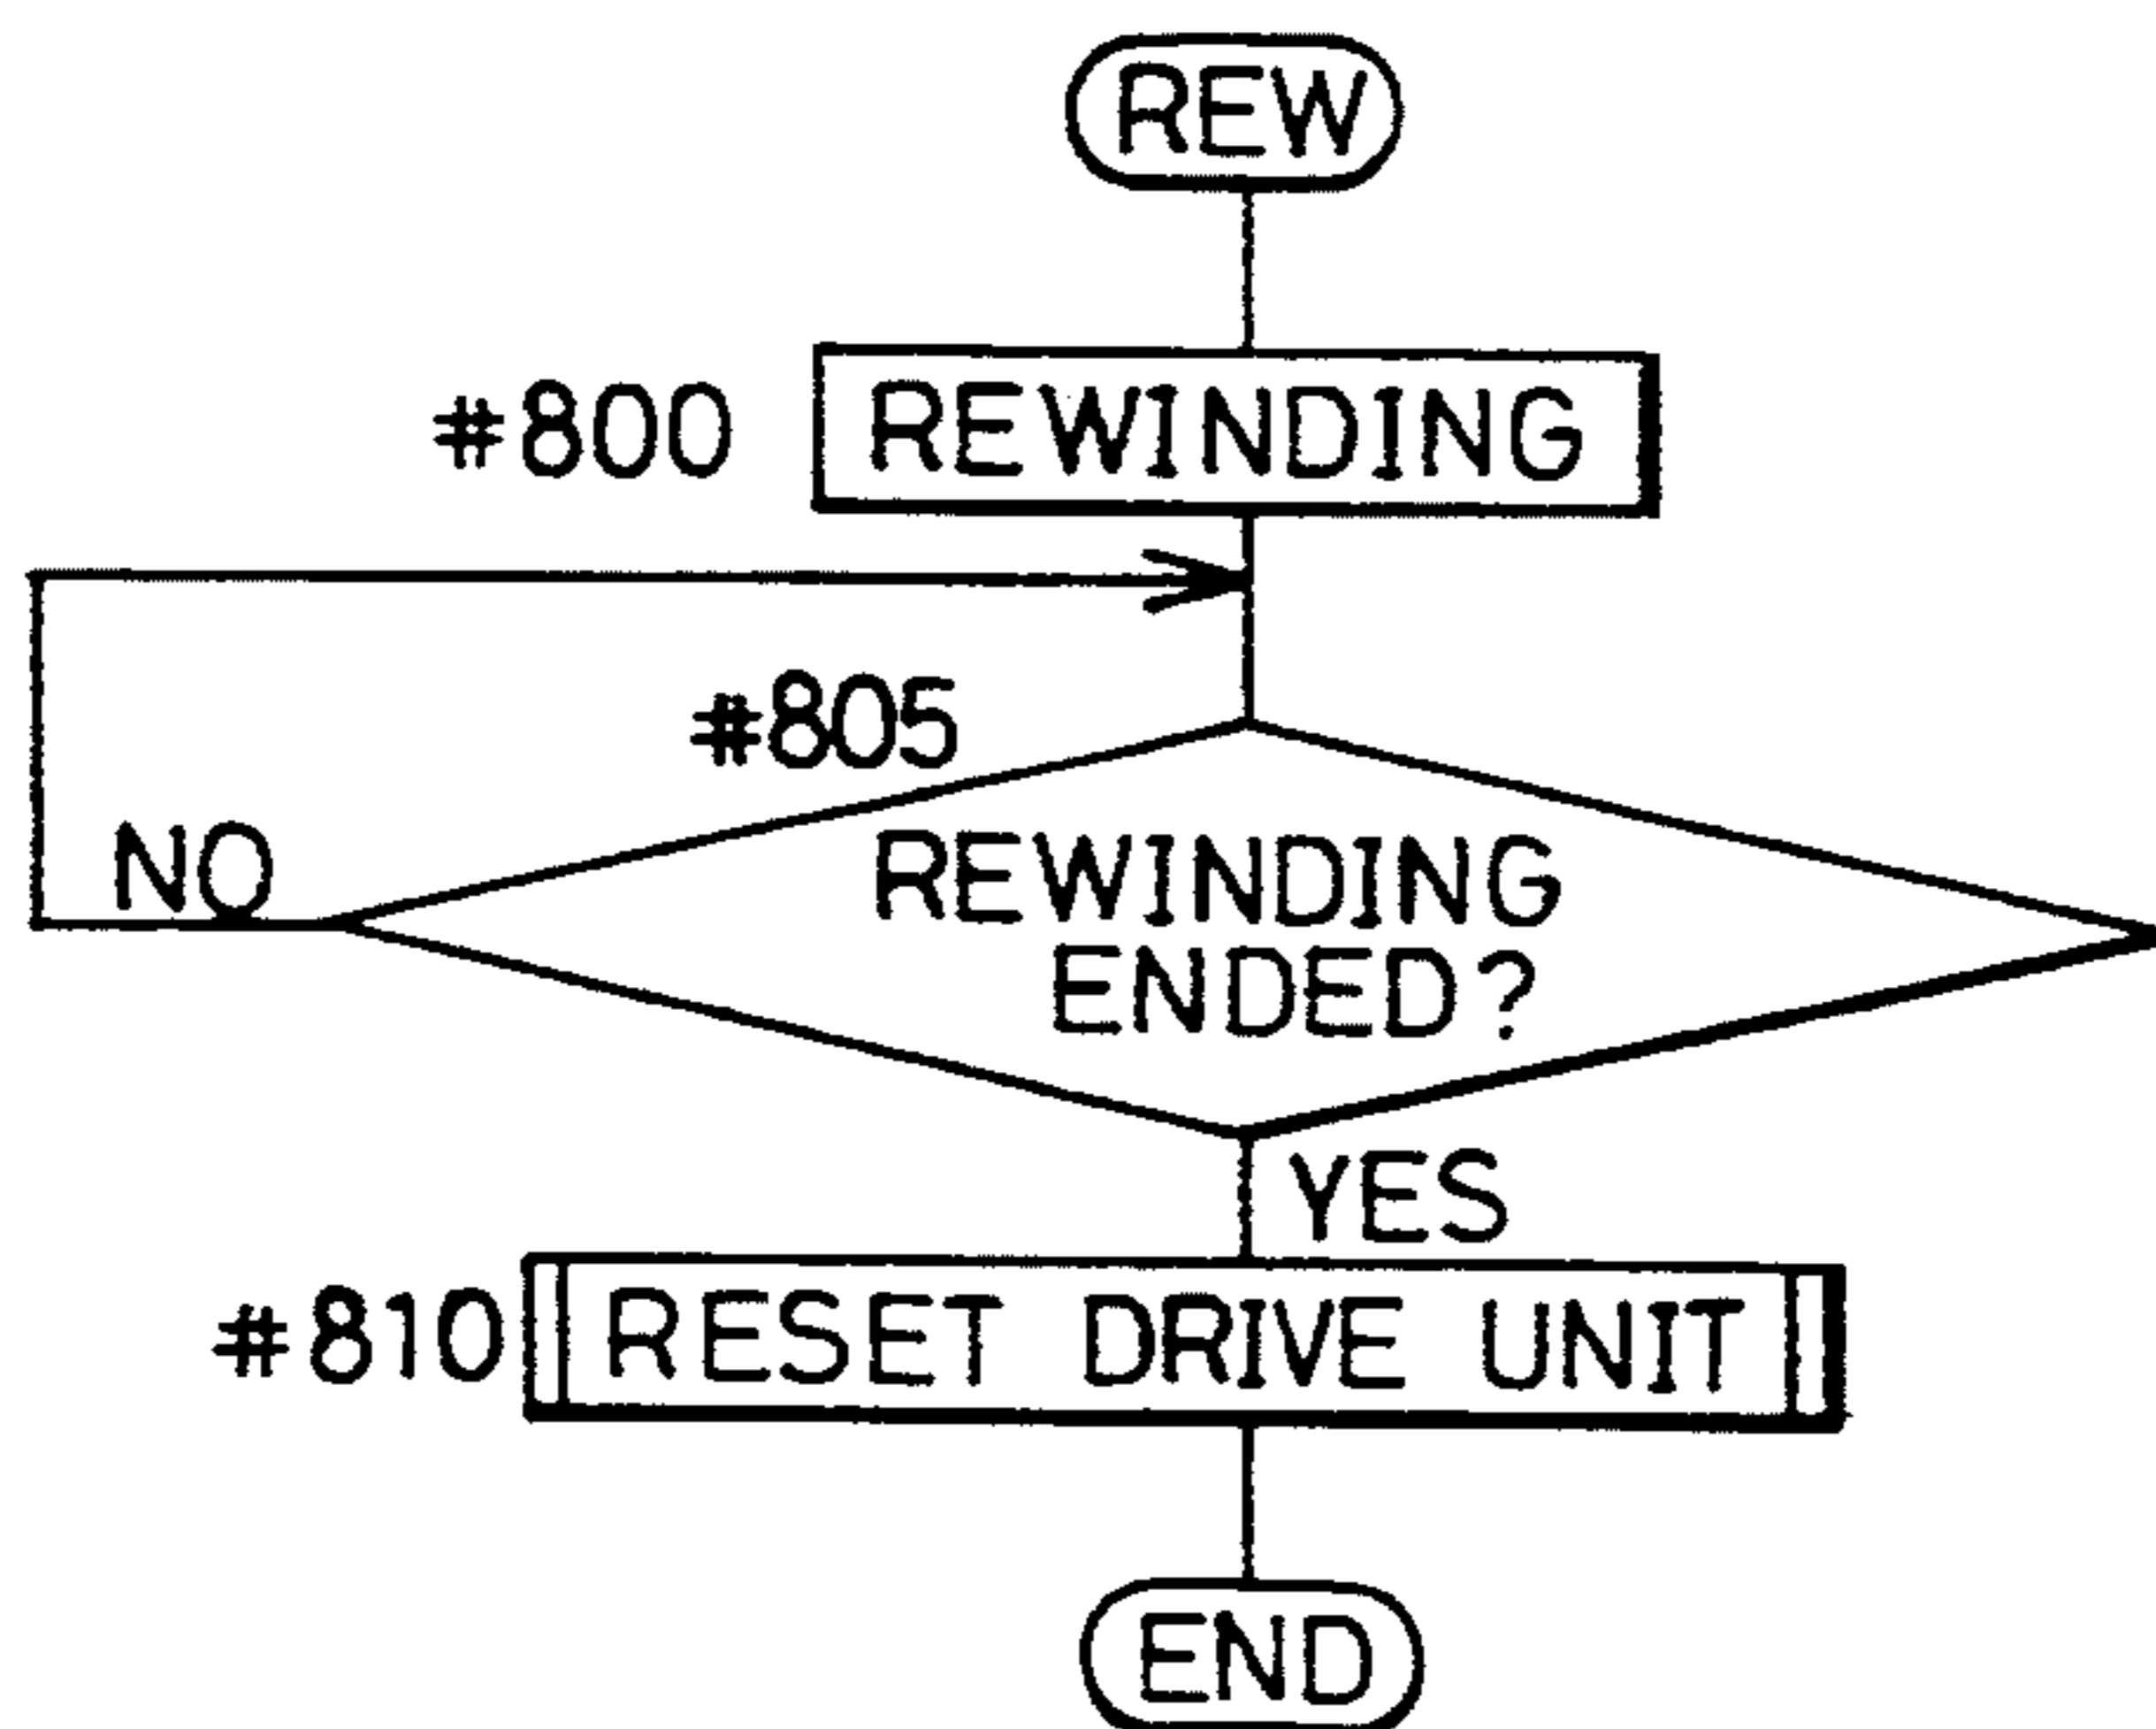 REW
#800 REWINDING
#805
NO
REWINDING
ENDED?
YES
#810 RESET DRIVE UNIT
END